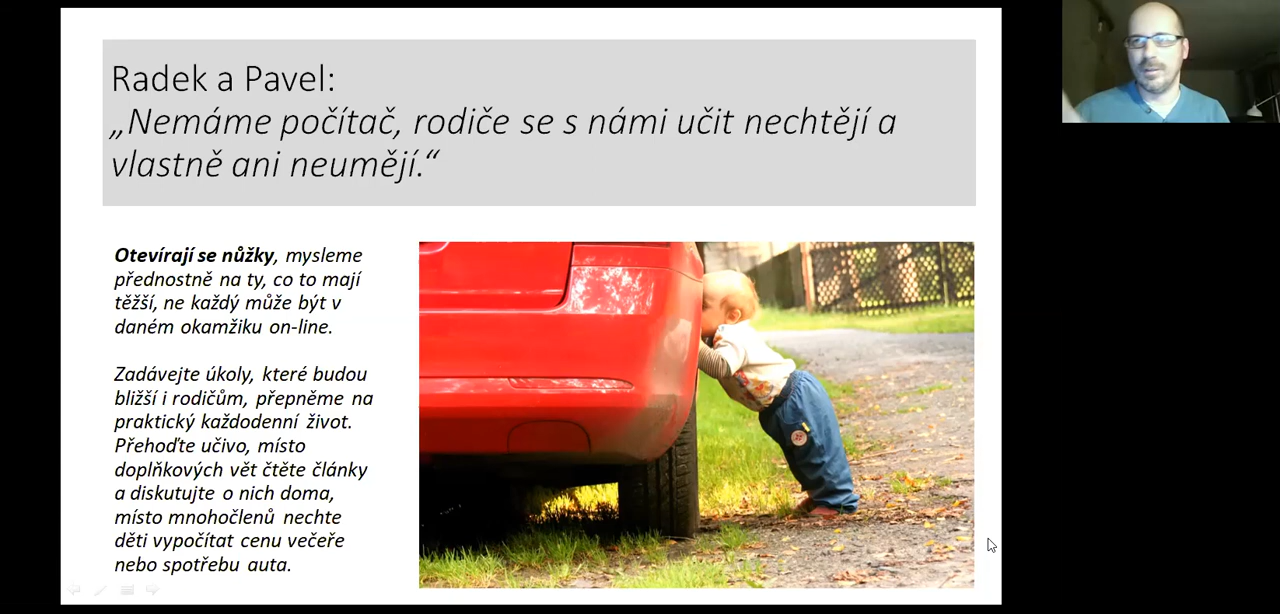 Radek a Pavel:
„Nemáme počítač, rodiče se s námi učit nechtějí a
vlastně ani neumějí.“
Otevírají se nůžky, mysleme
přednostně na ty, co to mají
těžší, ne každý může být v
daném okamžiku on-line.
Zadávejte úkoly, které budou
bližší i rodičům, přepněme na
praktický každodenní život.
Přehoďte učivo, místo
doplňkových vět čtěte články
a diskutujte o nich doma,
místo mnohočlenů nechte
děti vypočítat cenu večeře
nebo spotřebu auta.